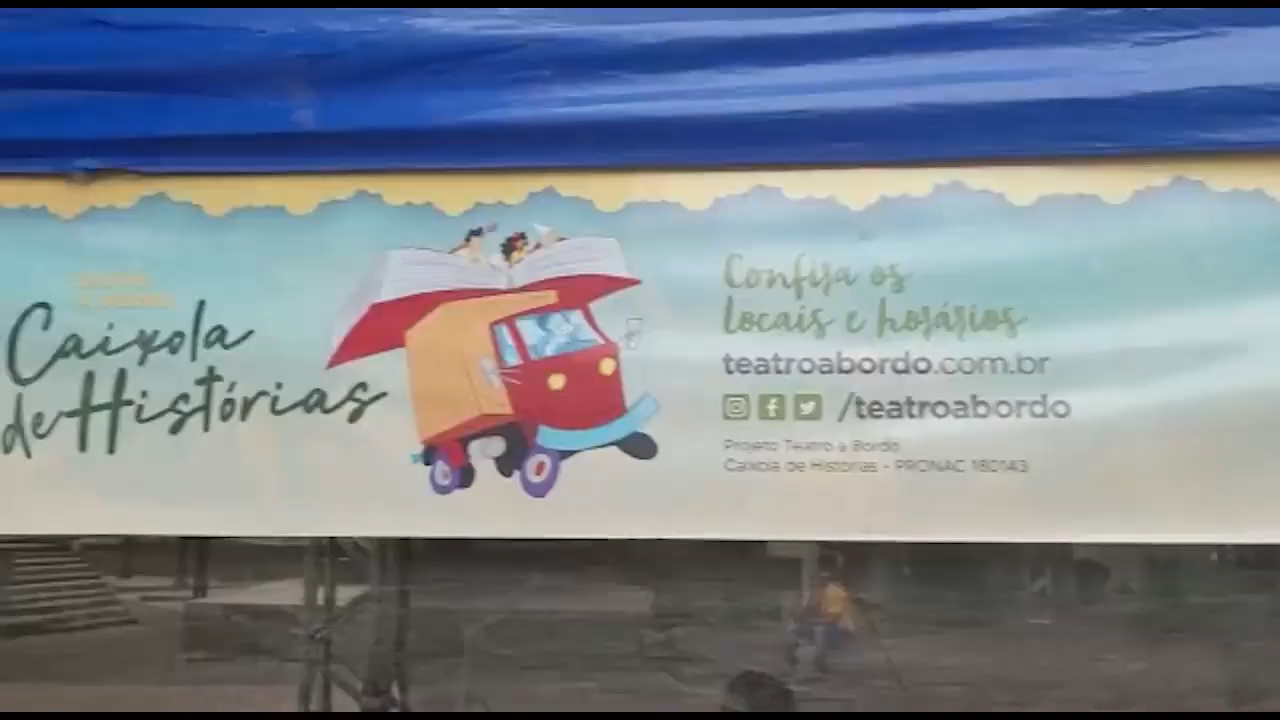 Caixola
de Histórias
Confira os
locais e horários
teatroabordo.com.br
/teatroabordo
Projeto Teatro a Bordo
Caixola de Histórias - PRONAC 180143